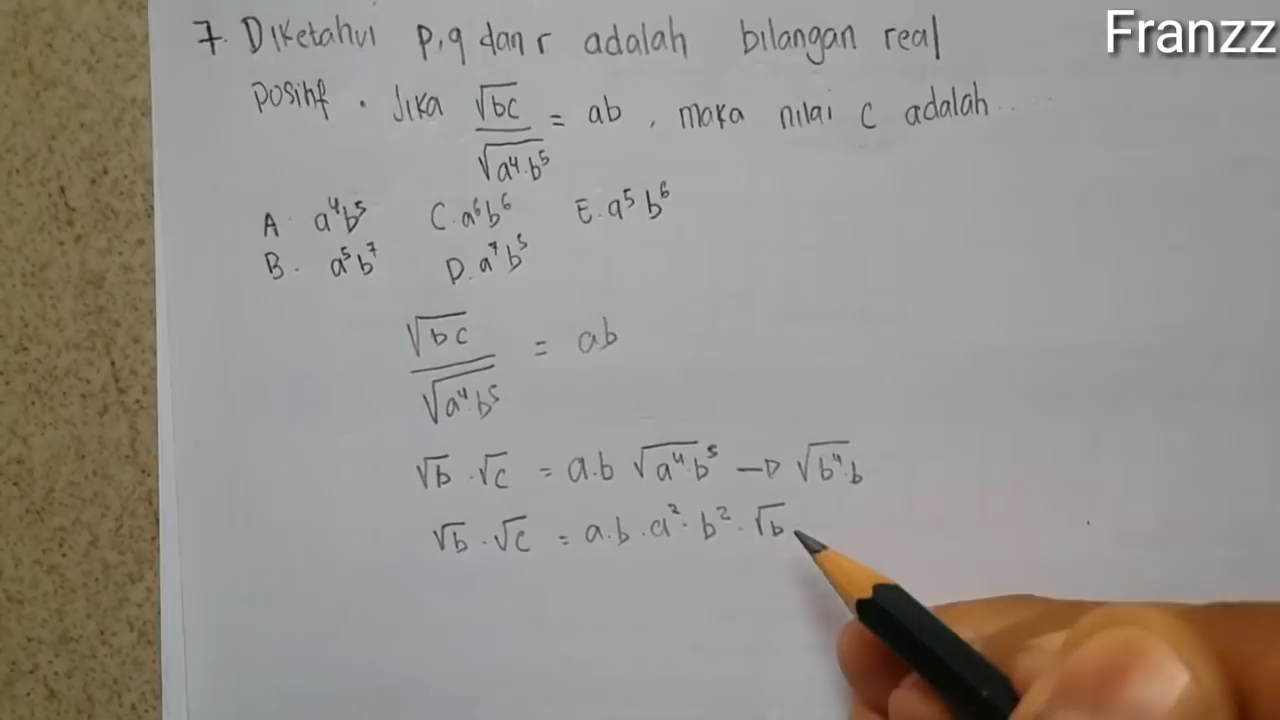 Franzz
7. Diketahui p,q dan r adalah bilangan real
Positif. Jika √bc / √a⁴.b⁵ = ab, maka nilai c adalah....
A. a⁴b⁵ C. a⁶b⁶ E. a⁵b⁶
B. a⁵b⁷ D. a⁷b⁵
√bc / √a⁴.b⁵ = ab
√b . √c = a.b √a⁴.b⁵ → √b⁴.b
√b . √c = a.b.a².b².√b